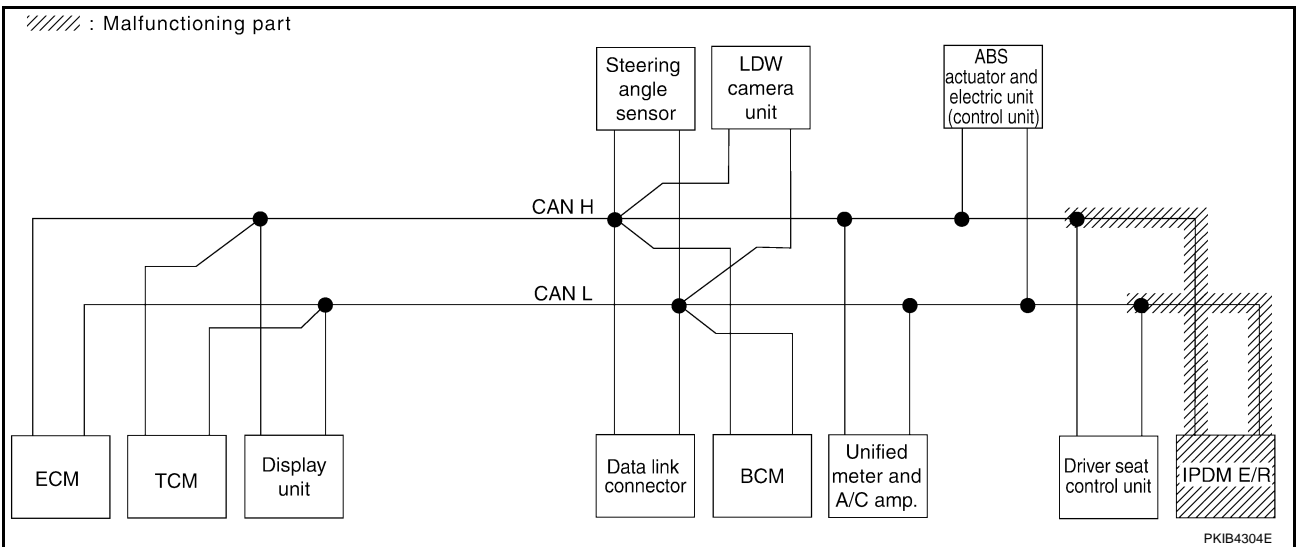 : Malfunctioning part
Steering
angle
sensor
LDW
camera
unit
ABS
actuator and
electric unit
(control unit)
CAN H
CAN L
ECM
TCM
Display
unit
Data link
connector
BCM
Unified
meter and
A/C amp.
Driver seat
control unit
IPDM E/R
PKIB4304E